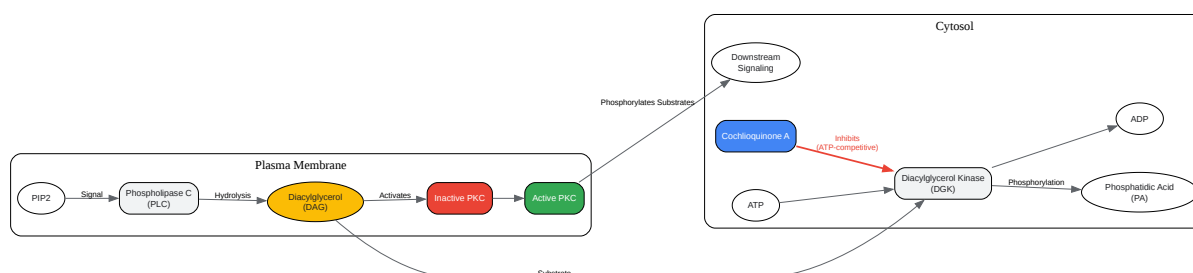 Cytosol
Downstream
Signaling
Phosphorylates Substrates
Cochlioquinone A
Inhibits
(ATP-competitive)
ADP
Plasma Membrane
PIP2
Signal
Phospholipase C
(PLC)
Hydrolysis
Diacylglycerol
(DAG)
Activates
Inactive PKC
Active PKC
ATP
Diacylglycerol Kinase
(DGK)
Phosphorylation
Phosphatidic Acid
(PA)
Substrate